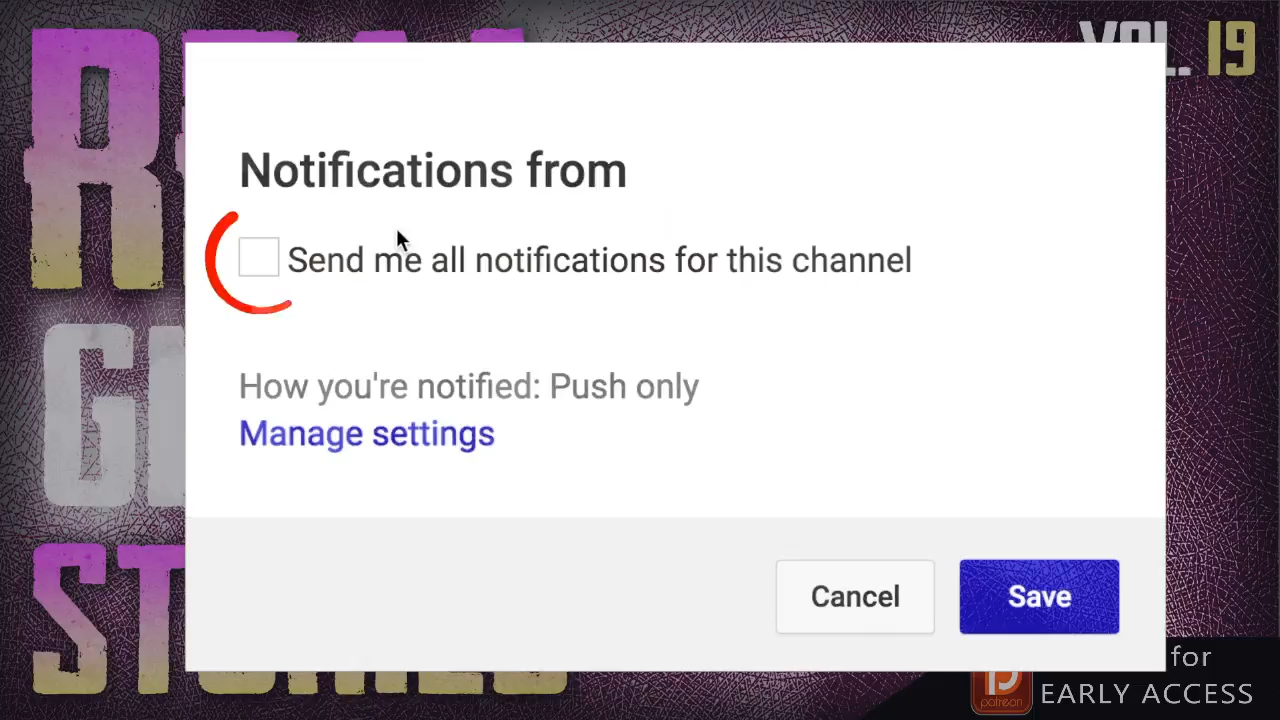 VOL. 19
Notifications from
Send me all notifications for this channel
How you're notified: Push only
Manage settings
Cancel
Save
for
patreon
EARLY ACCESS